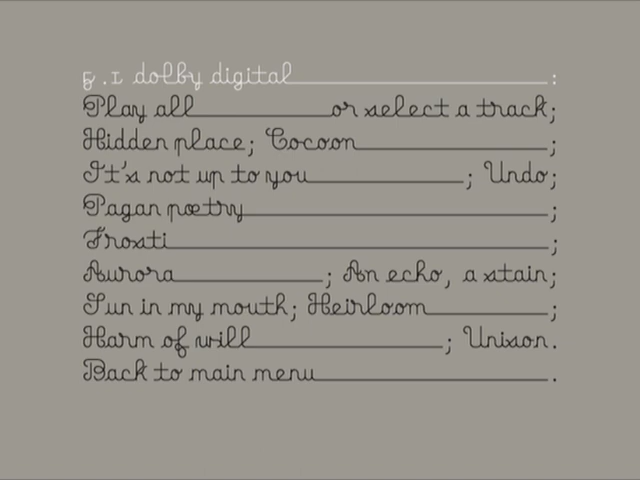 5.1 dolby digital :
Play all or select a track;
Hidden place; Cocoon ;
It's not up to you ; Undo;
Pagan poetry ;
Frosti ;
Aurora ; An echo, a stain;
Sun in my mouth; Heirloom ;
Harm of will ; Unison.
Back to main menu .